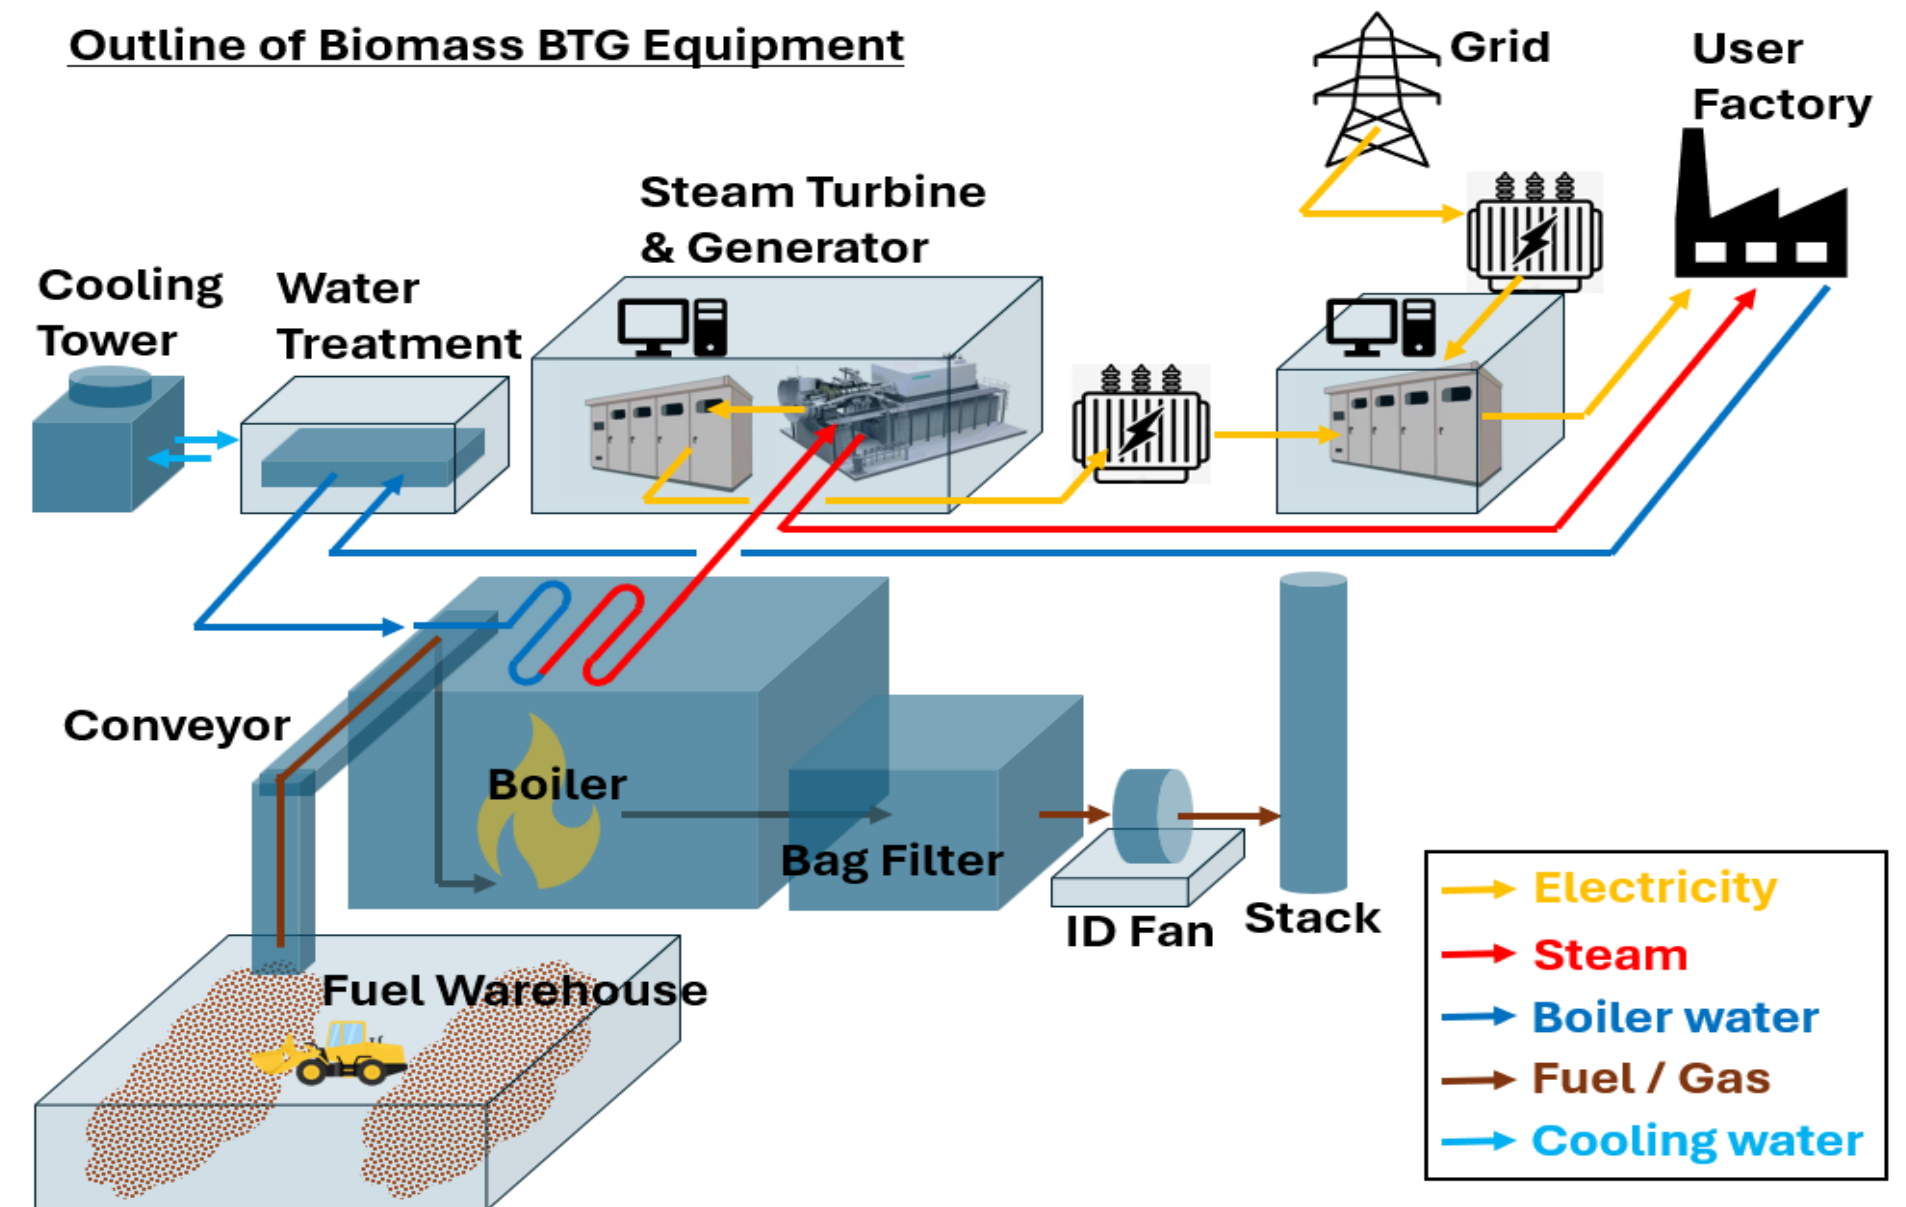 Outline of Biomass BTG Equipment
Grid
User
Factory
Steam Turbine
& Generator
Cooling
Tower
Water
Treatment
Conveyor
Boiler
Bag Filter
ID Fan
Stack
Fuel Warehouse
Electricity
Steam
Boiler water
Fuel / Gas
Cooling water